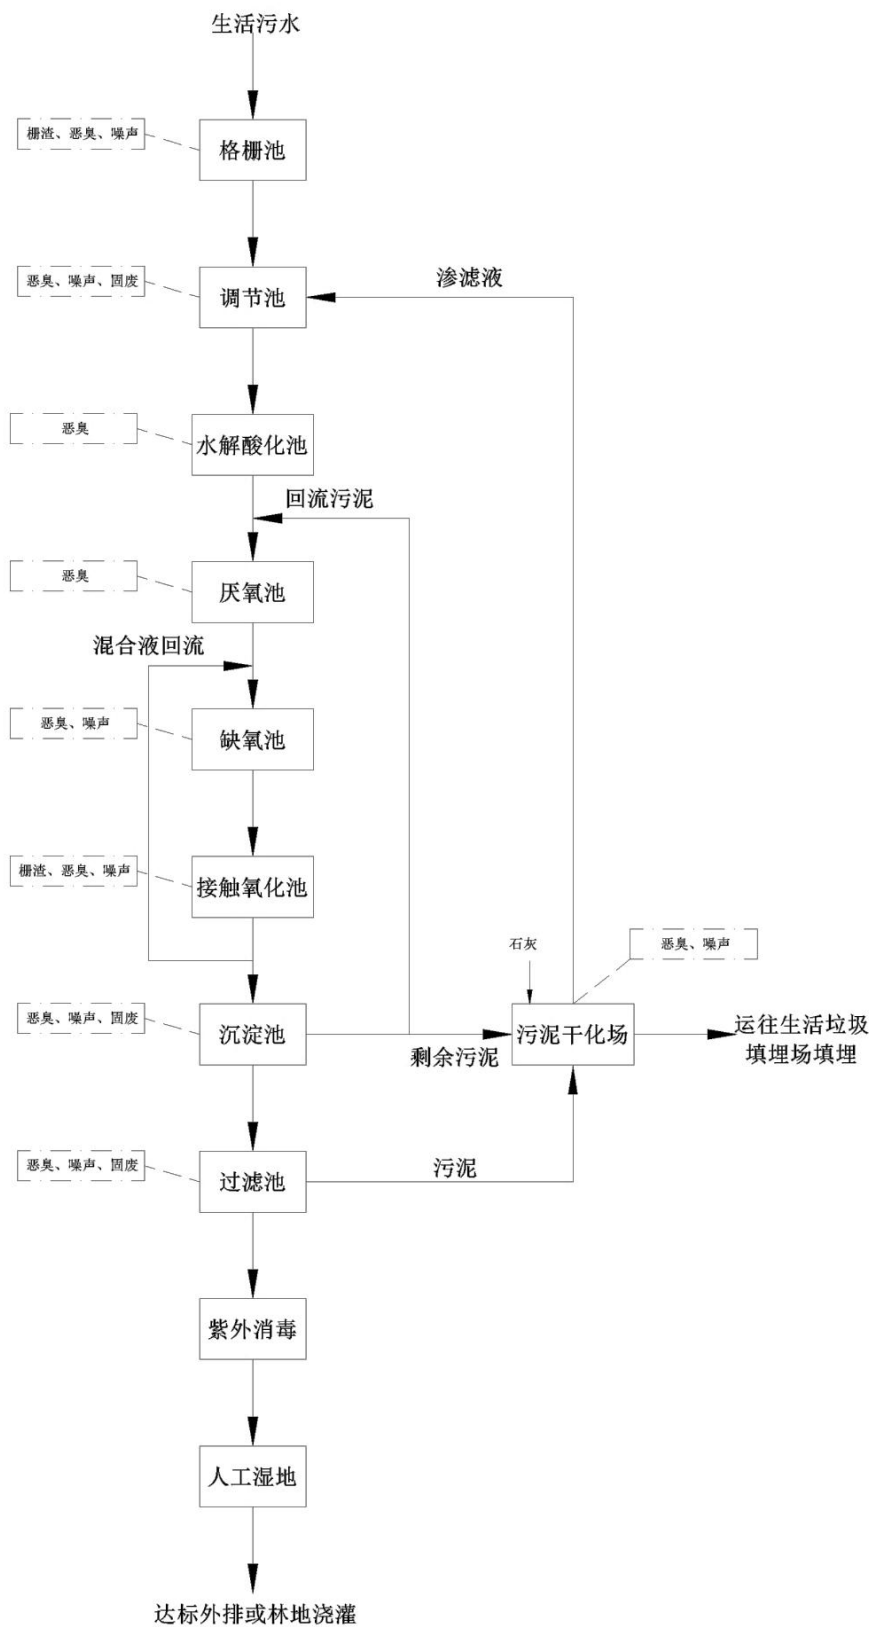 生活污水
栅渣、恶臭、噪声
格栅池
恶臭、噪声、固废
调节池
渗滤液
恶臭
水解酸化池
回流污泥
恶臭
厌氧池
混合液回流
恶臭、噪声
缺氧池
栅渣、恶臭、噪声
接触氧化池
石灰
恶臭、噪声
恶臭、噪声、固废
沉淀池
剩余污泥
污泥干化场
运往生活垃圾
填埋场填埋
恶臭、噪声、固废
过滤池
污泥
紫外消毒
人工湿地
达标外排或林地浇灌